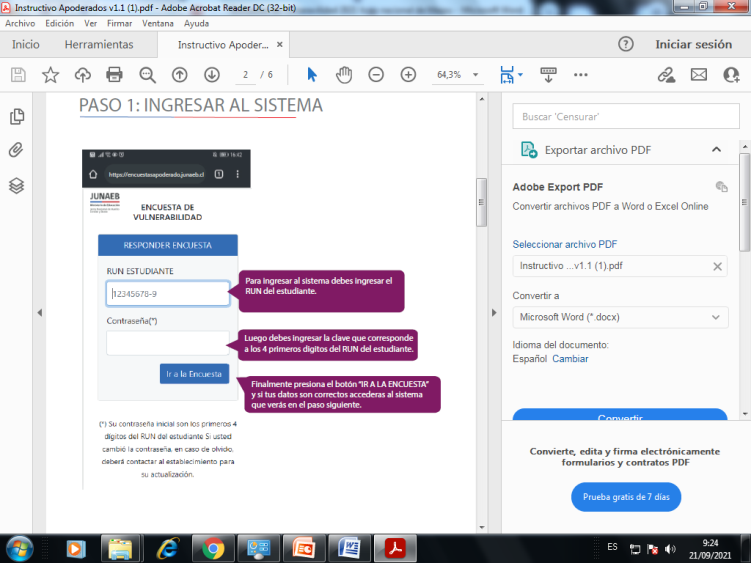 Instructivo Apoderados v1.1 (1).pdf - Adobe Acrobat Reader DC (32-bit)
Archivo Edición Ver Firmar Ventana Ayuda
Inicio Herramientas Instructivo Apoder... × ? Iniciar sesión
2 / 6 64,3%
PASO 1: INGRESAR AL SISTEMA
16:42
https://encuestasapoderado.junaeb.cl
JUNAEB
ENCUESTA DE
VULNERABILIDAD
RESPONDER ENCUESTA
RUN ESTUDIANTE
12345678-9
Para ingresar al sistema debes ingresar el
RUN del estudiante.
Contraseña(*)
Luego debes ingresar la clave que corresponde
a los 4 primeros dígitos del RUN del estudiante.
Ir a la Encuesta
Finalmente presiona el botón “IR A LA ENCUESTA”
y si tus datos son correctos accederas al sistema
que verás en el paso siguiente.
(*) Su contraseña inicial son los primeros 4
dígitos del RUN del estudiante Si usted
cambió la contraseña, en caso de olvido,
deberá contactar al establecimiento para
su actualización.
Buscar 'Censurar'
Exportar archivo PDF
Adobe Export PDF
Convertir archivos PDF a Word o Excel Online
Seleccionar archivo PDF
Instructivo ...v1.1 (1).pdf
Convertir a
Microsoft Word (*.docx)
Idioma del documento:
Español Cambiar
Convertir
Convierte, edita y firma electrónicamente
formularios y contratos PDF
Prueba gratis de 7 días
ES
9:24
21/09/2021